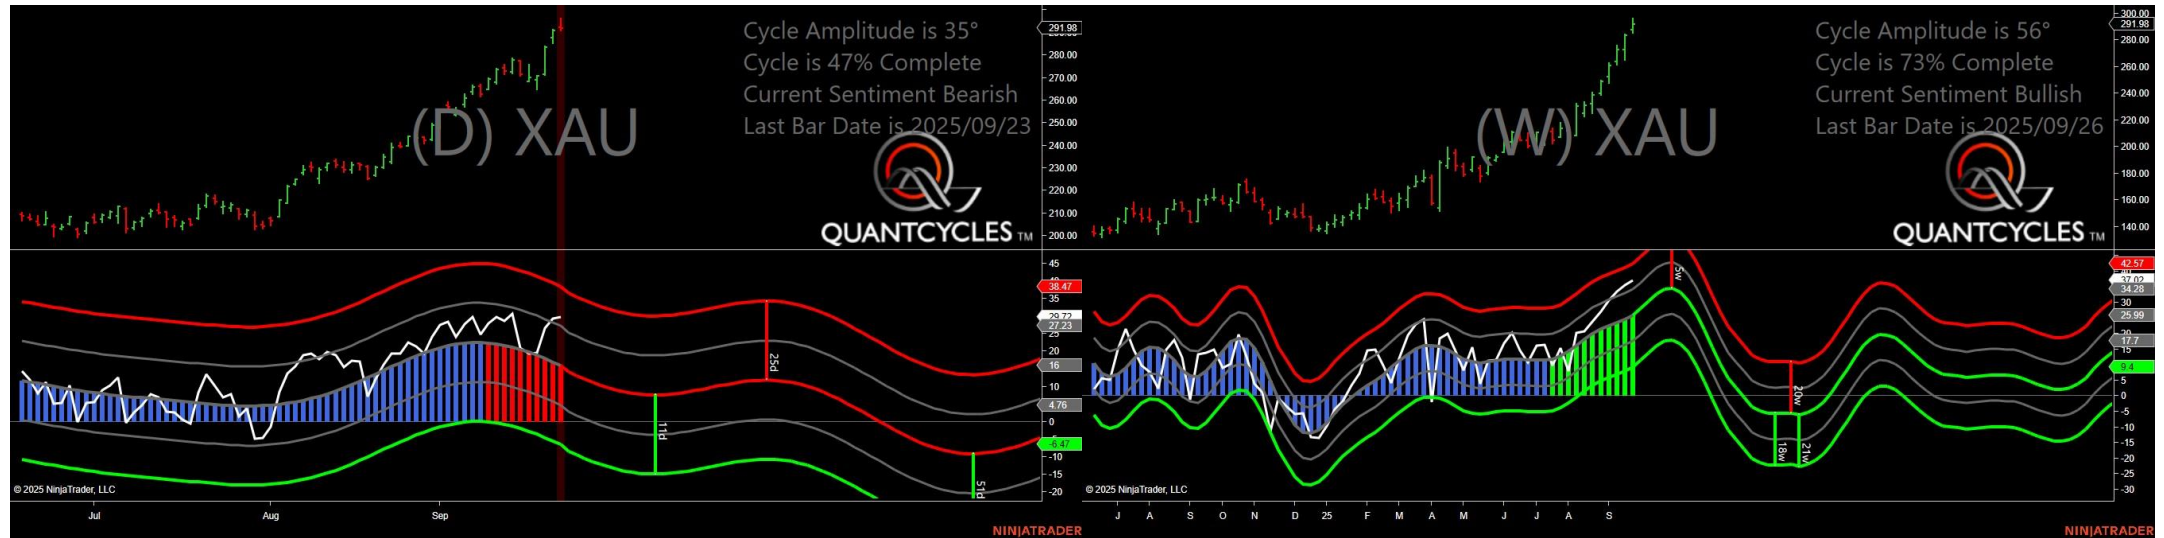 Cycle Amplitude is 35°
Cycle is 47% Complete
Current Sentiment Bearish
Last Bar Date is 2025/09/23
(D) XAU
QUANTCYCLES TM
291.98
280.00
270.00
260.00
250.00
240.00
230.00
220.00
210.00
200.00
45
38.47
35
29.72
27.23
25
20
16
10
4.76
0
-6.47
-10
-15
-20
25d
11d
51d
© 2025 NinjaTrader, LLC
Jul
Aug
Sep
NINJATRADER
Cycle Amplitude is 56°
Cycle is 73% Complete
Current Sentiment Bullish
Last Bar Date is 2025/09/26
(W) XAU
QUANTCYCLES TM
300.00
291.98
280.00
260.00
240.00
220.00
200.00
180.00
160.00
140.00
42.57
37.02
34.28
30
25.99
20
17.7
15
9.4
5
0
-5
-10
-15
-20
-25
-30
5w
20w
18w
21w
© 2025 NinjaTrader, LLC
J A S O N D 25 F M A M J J A S
NINJATRADER